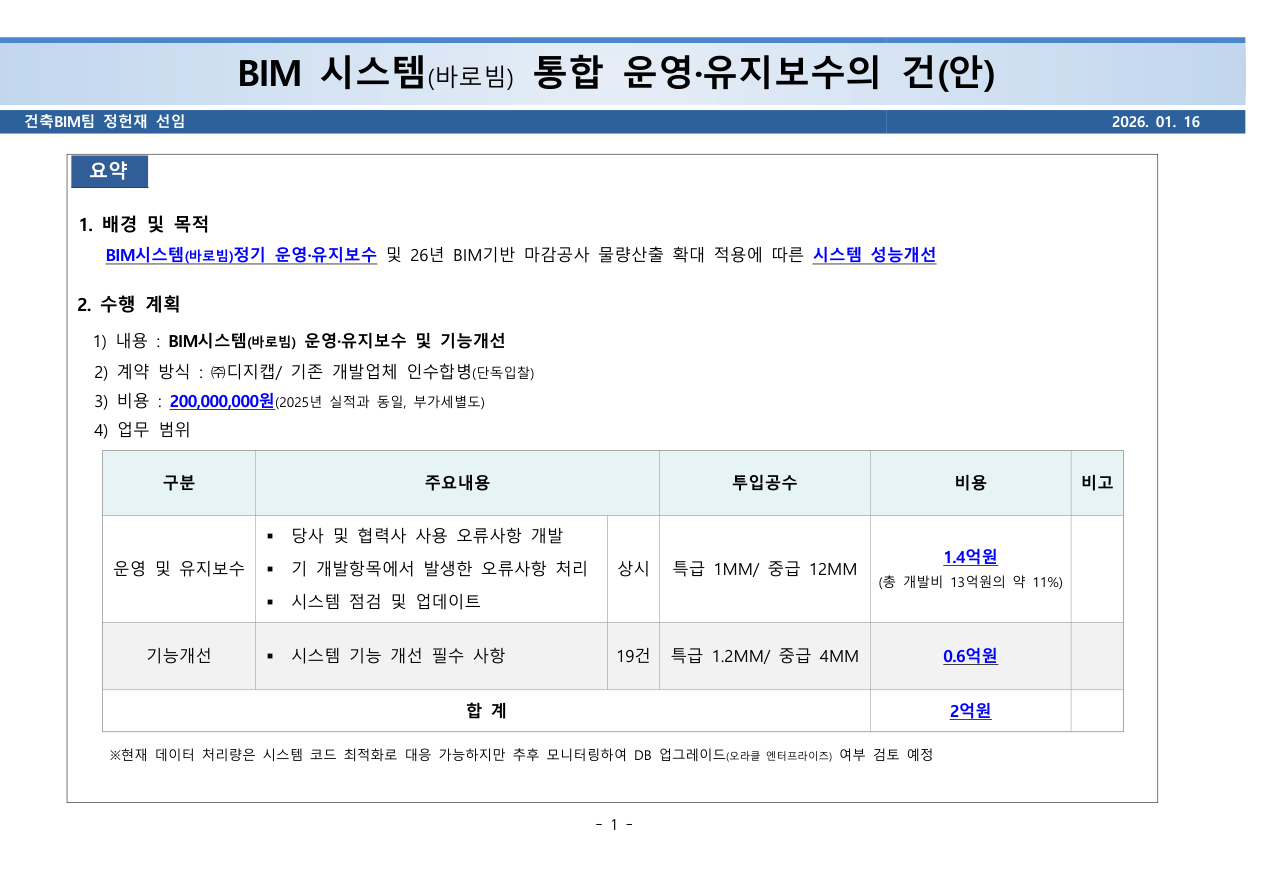 BIM 시스템(바로빔) 통합 운영·유지보수의 건(안)
건축BIM팀 정헌재 선임
2026. 01. 16
요약
1. 배경 및 목적
BIM시스템(바로빔)정기 운영·유지보수 및 26년 BIM기반 마감공사 물량산출 확대 적용에 따른 시스템 성능개선
2. 수행 계획
1) 내용 : BIM시스템(바로빔) 운영·유지보수 및 기능개선
2) 계약 방식 : ㈜디지캡/ 기존 개발업체 인수합병(단독입찰)
3) 비용 : 200,000,000원(2025년 실적과 동일, 부가세별도)
4) 업무 범위
구분 주요내용 투입공수 비용 비고
운영 및 유지보수
▪ 당사 및 협력사 사용 오류사항 개발
▪ 기 개발항목에서 발생한 오류사항 처리
▪ 시스템 점검 및 업데이트
상시
특급 1MM/ 중급 12MM
1.4억원
(총 개발비 13억원의 약 11%)
기능개선 ▪ 시스템 기능 개선 필수 사항 19건 특급 1.2MM/ 중급 4MM 0.6억원
합 계 2억원
※현재 데이터 처리량은 시스템 코드 최적화로 대응 가능하지만 추후 모니터링하여 DB 업그레이드(오라클 엔터프라이즈) 여부 검토 예정
- 1 -